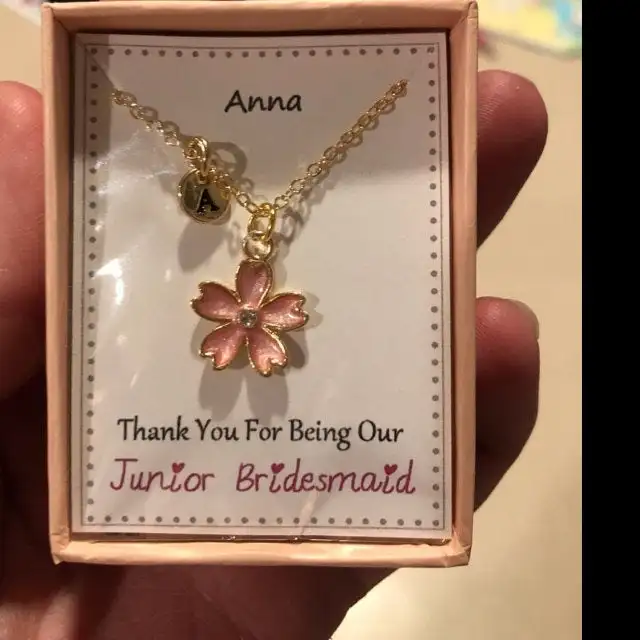 Anna
A
Thank You For Being Our
Junior Bridesmaid